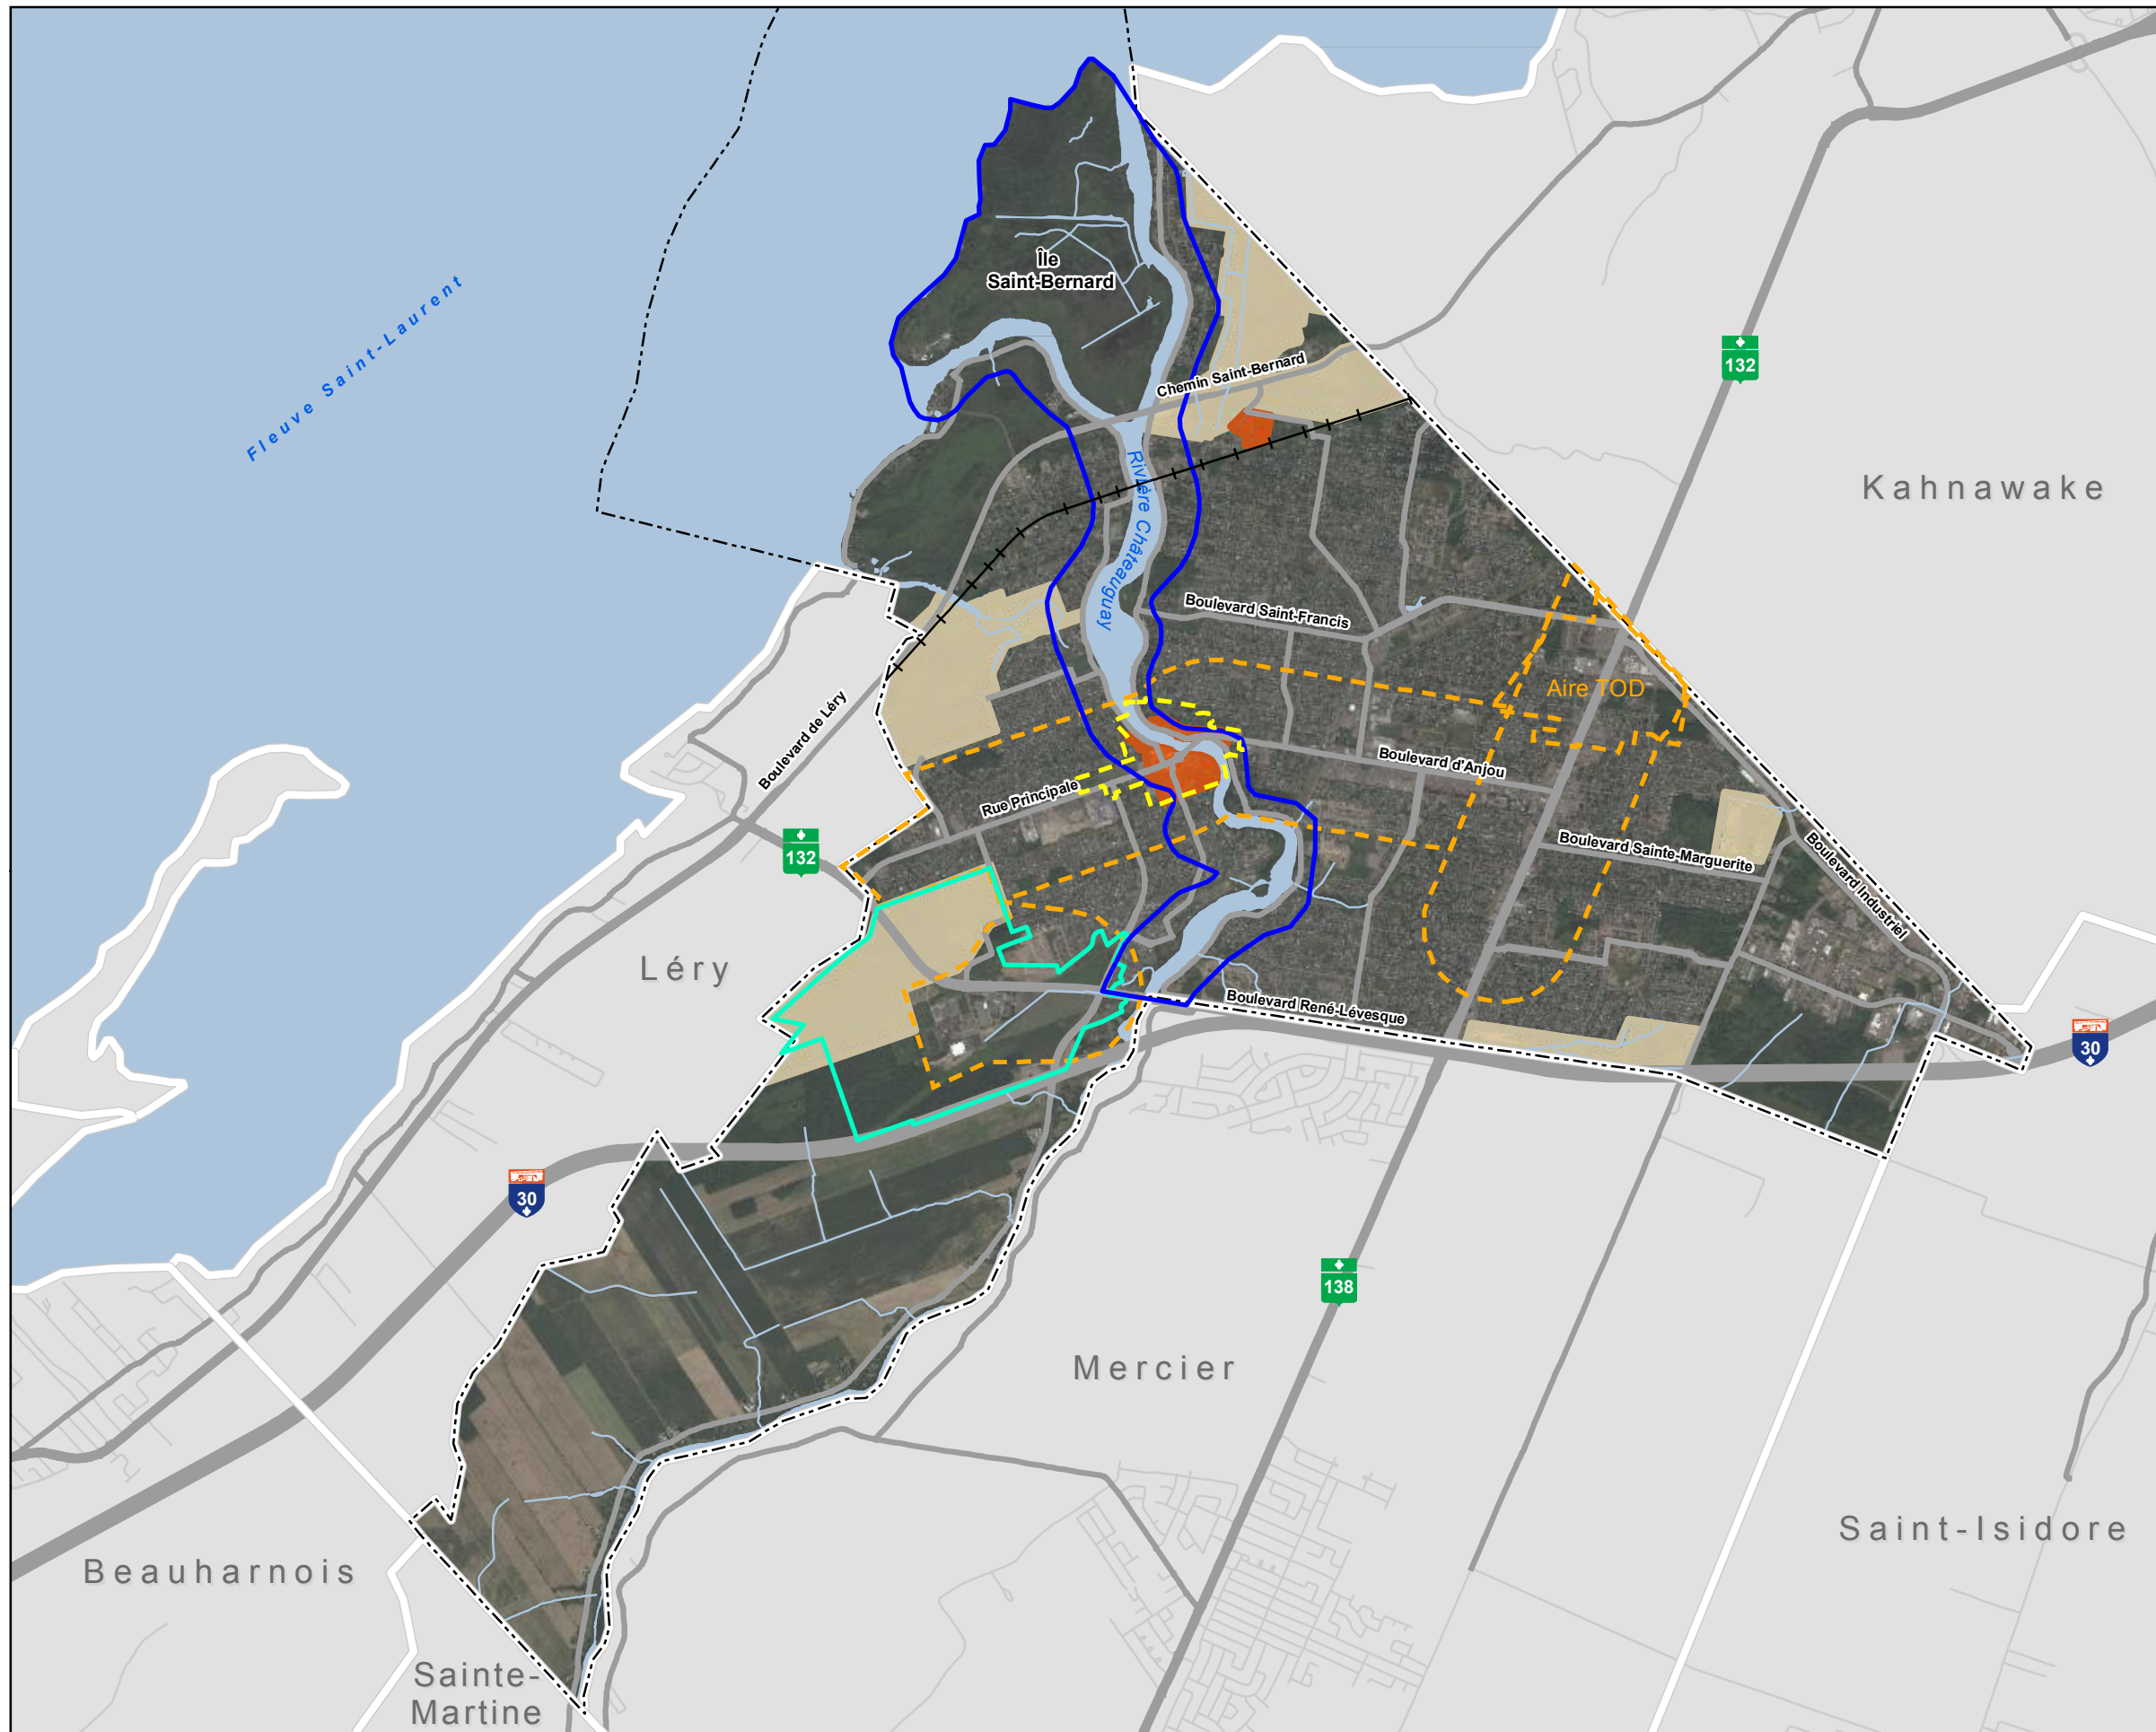 Île
Saint-Bernard
Fleuve Saint-Laurent
Chemin Saint-Bernard
132
Kahnawake
Rivière Châteauguay
Boulevard Saint-Francis
Aire TOD
Boulevard de Léry
Boulevard d'Anjou
Rue Principale
132
Boulevard Sainte-Marguerite
Boulevard Industriel
Léry
Boulevard René-Lévesque
30
30
138
Mercier
Saint-Isidore
Beauharnois
Sainte-
Martine